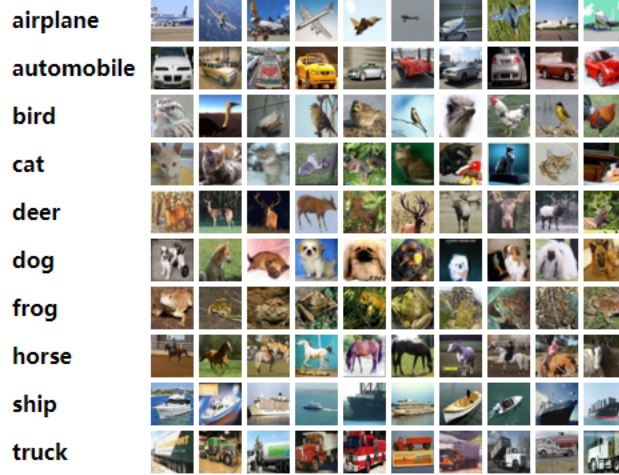 airplane
automobile
bird
cat
deer
dog
frog
horse
ship
truck